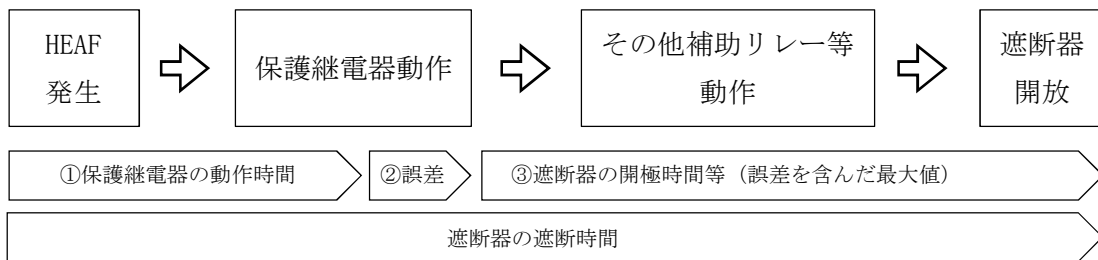 HEAF
発生
保護継電器動作
その他補助リレー等
動作
遮断器
開放
①保護継電器の動作時間
②誤差
③遮断器の開極時間等（誤差を含んだ最大値）
遮断器の遮断時間